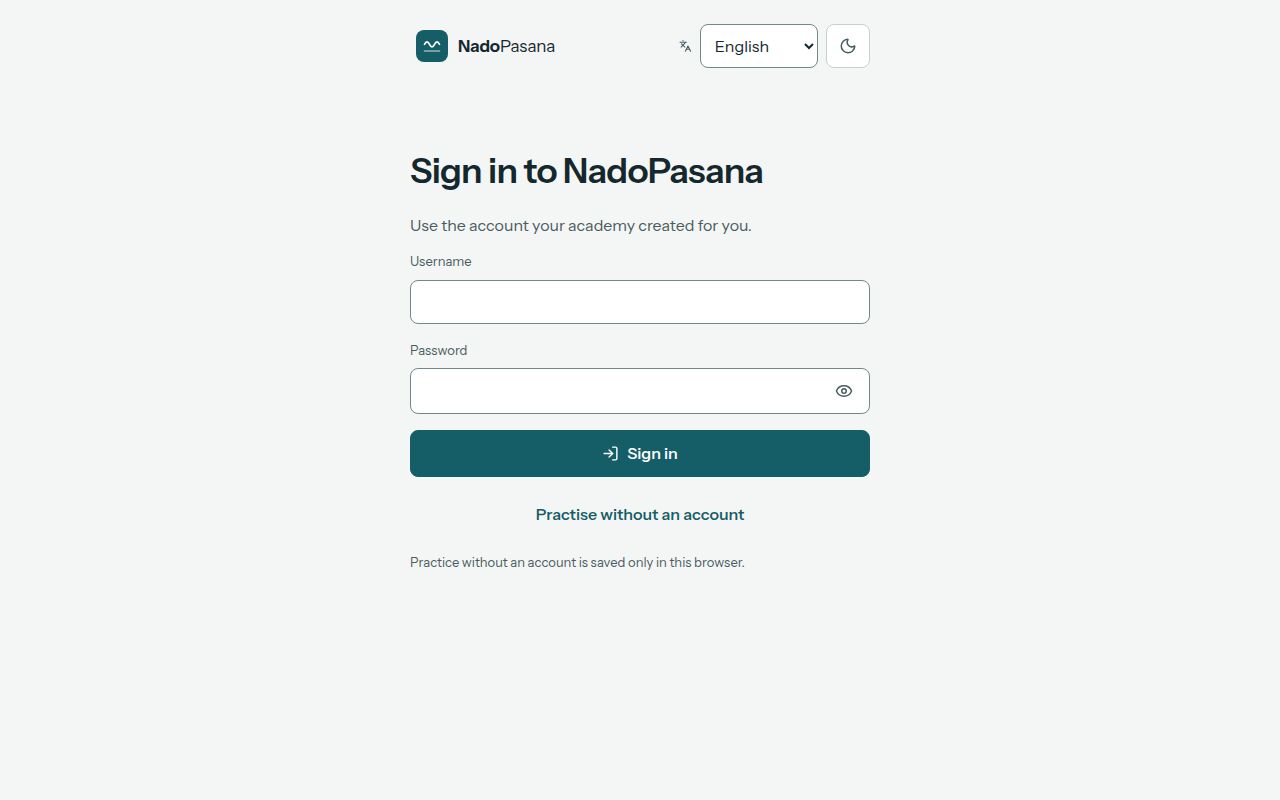 NadoPasana
English
Sign in to NadoPasana
Use the account your academy created for you.
Username
Password
Sign in
Practise without an account
Practice without an account is saved only in this browser.